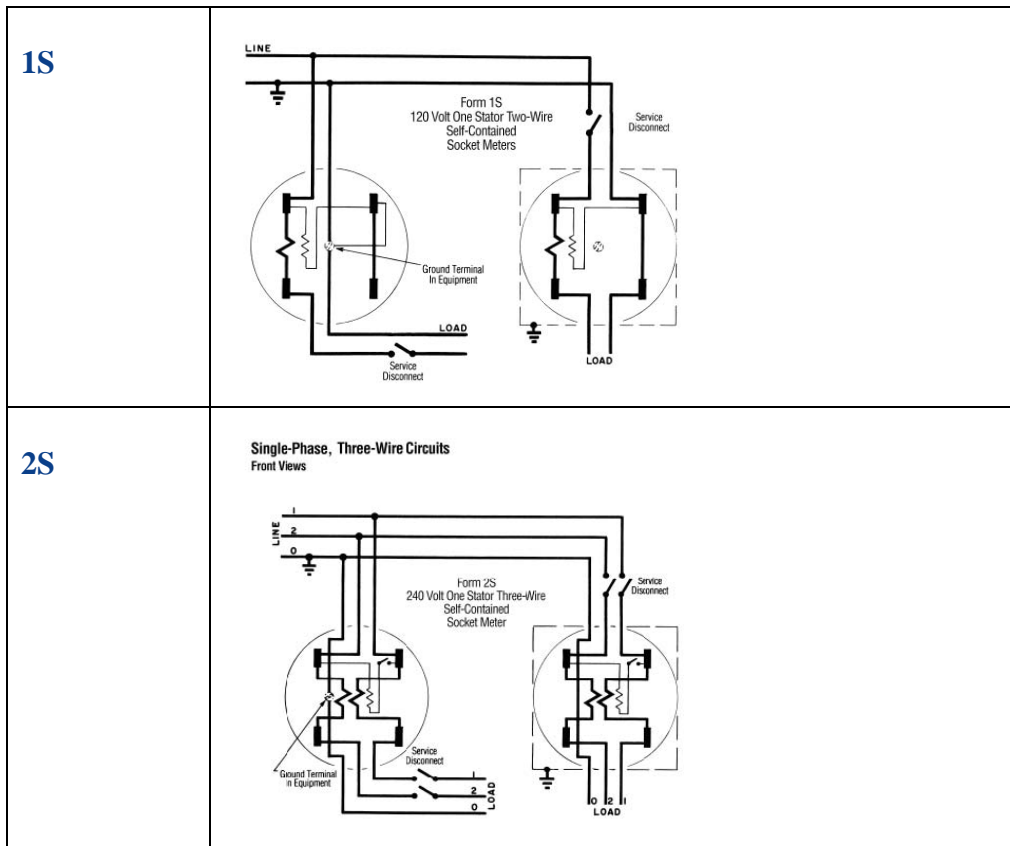 1S
LINE
Form 1S
120 Volt One Stator Two-Wire
Self-Contained
Socket Meters
Service
Disconnect
Ground Terminal
In Equipment
LOAD
Service
Disconnect
LOAD
2S
Single-Phase, Three-Wire Circuits
Front Views
LINE
1
2
0
Form 2S
240 Volt One Stator Three-Wire
Self-Contained
Socket Meter
Service
Disconnect
Service
Disconnect
Ground Terminal
In Equipment
1
2
0
LOAD
0 2 1
LOAD